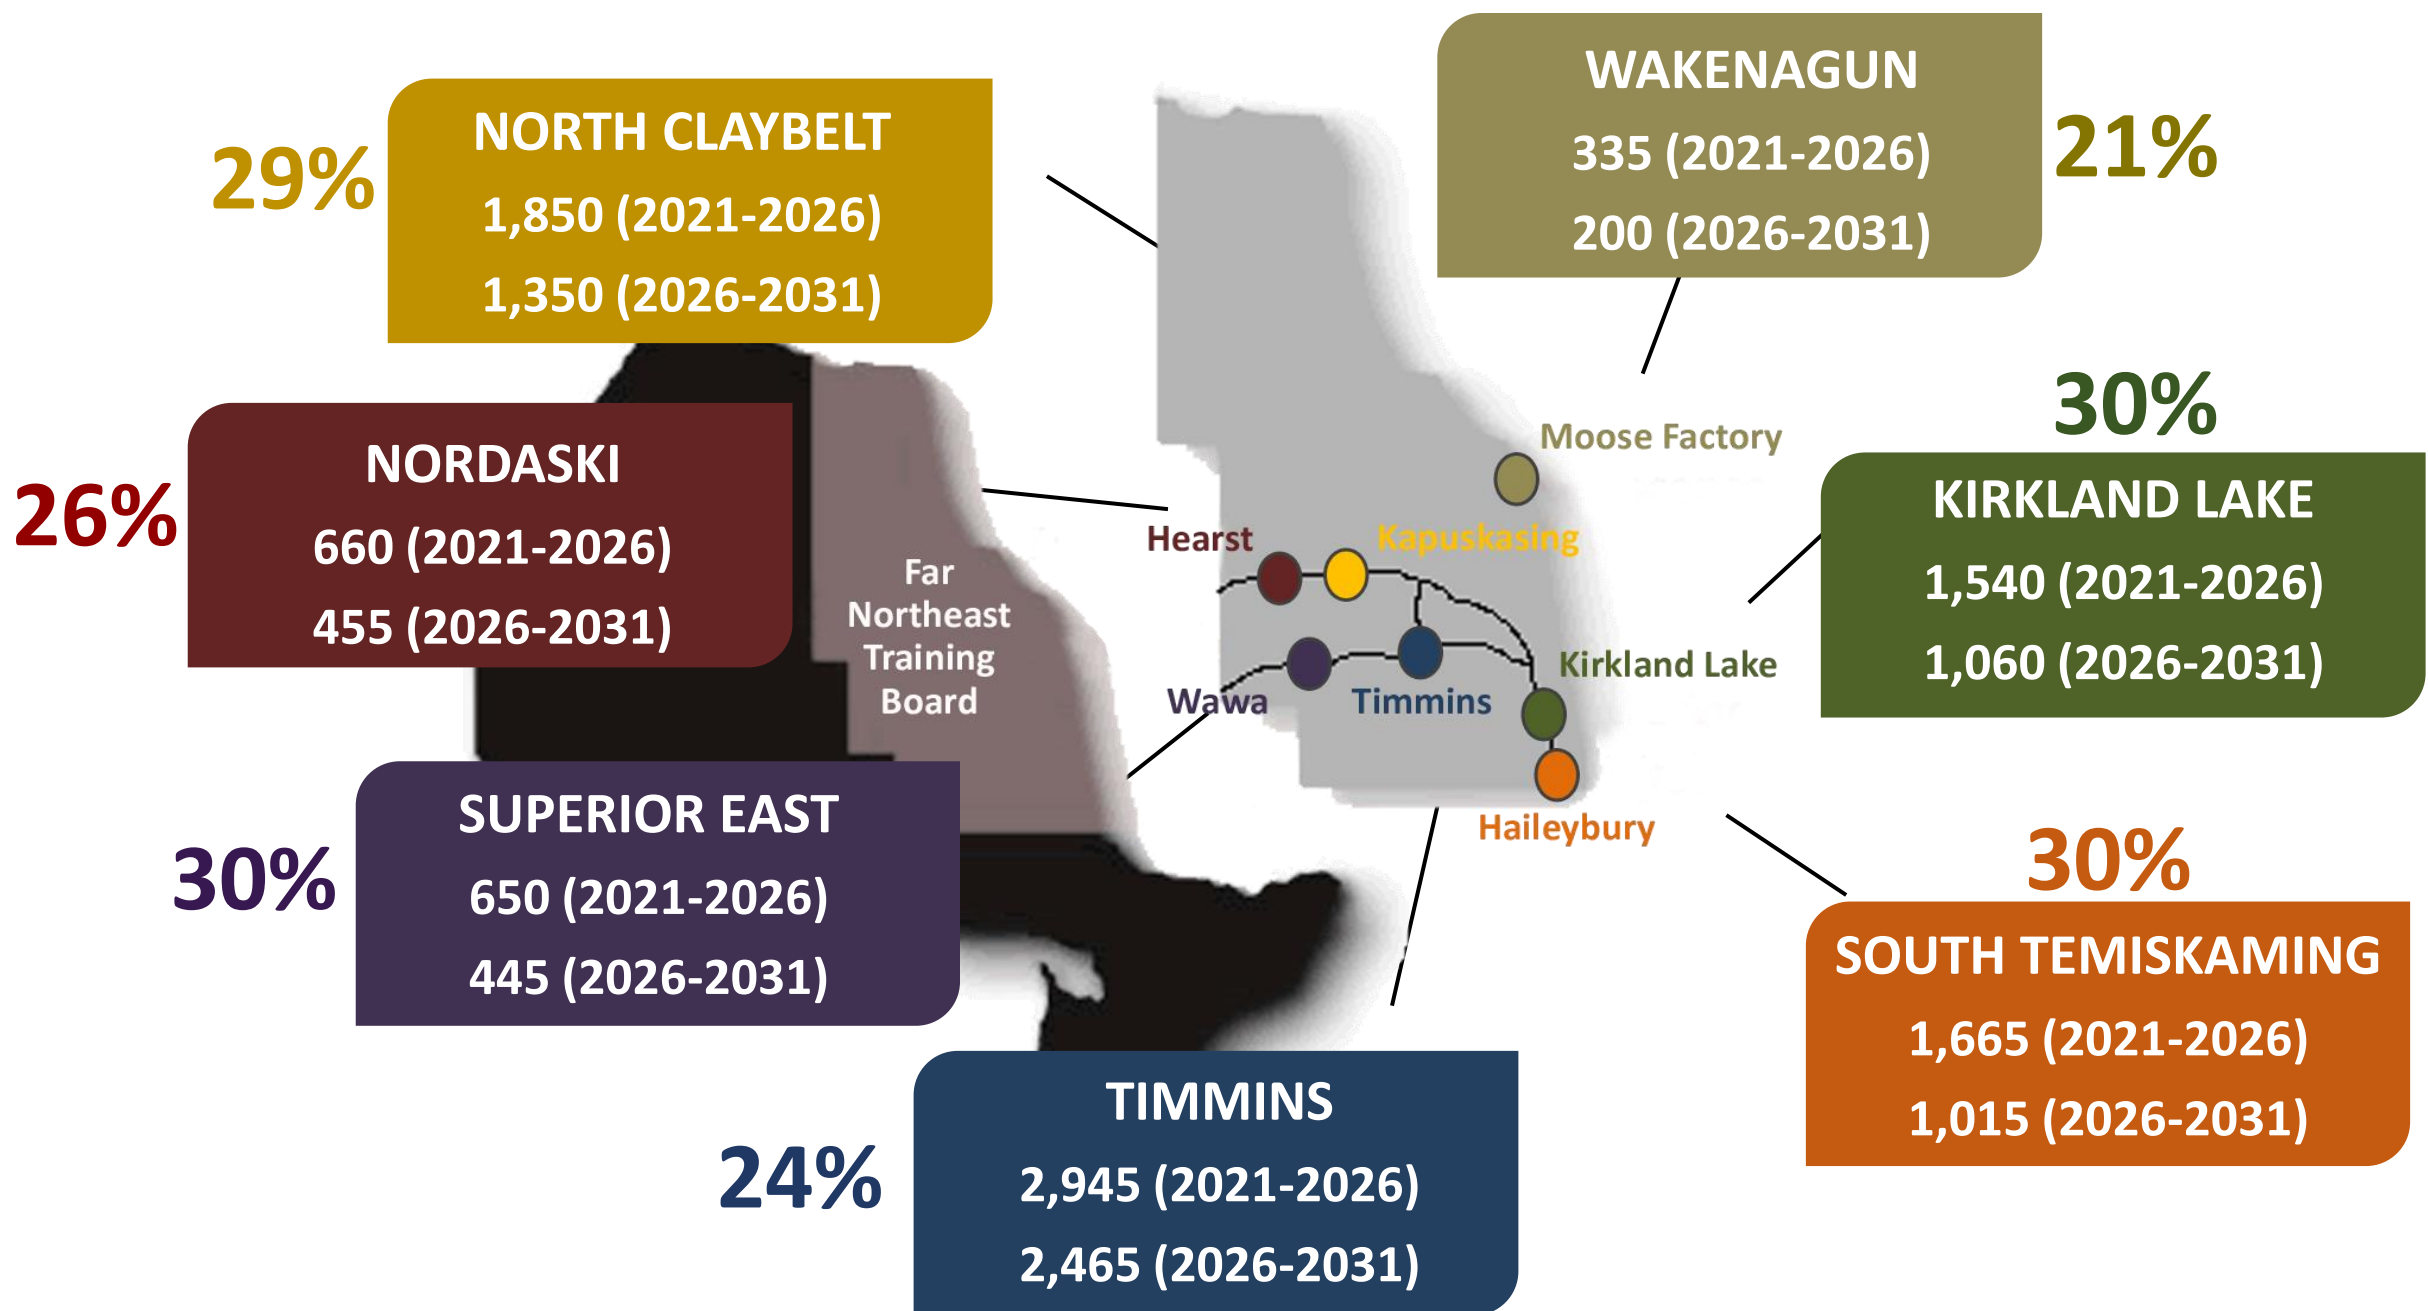 WAKENAGUN
335 (2021-2026)
200 (2026-2031)
21%
NORTH CLAYBELT
1,850 (2021-2026)
1,350 (2026-2031)
29%
30%
KIRKLAND LAKE
1,540 (2021-2026)
1,060 (2026-2031)
NORDASKI
660 (2021-2026)
455 (2026-2031)
26%
Far
Northeast
Training
Board
Moose Factory
Hearst
Kapuskasing
Kirkland Lake
Wawa
Timmins
Haileybury
SUPERIOR EAST
650 (2021-2026)
445 (2026-2031)
30%
30%
SOUTH TEMISKAMING
1,665 (2021-2026)
1,015 (2026-2031)
TIMMINS
2,945 (2021-2026)
2,465 (2026-2031)
24%